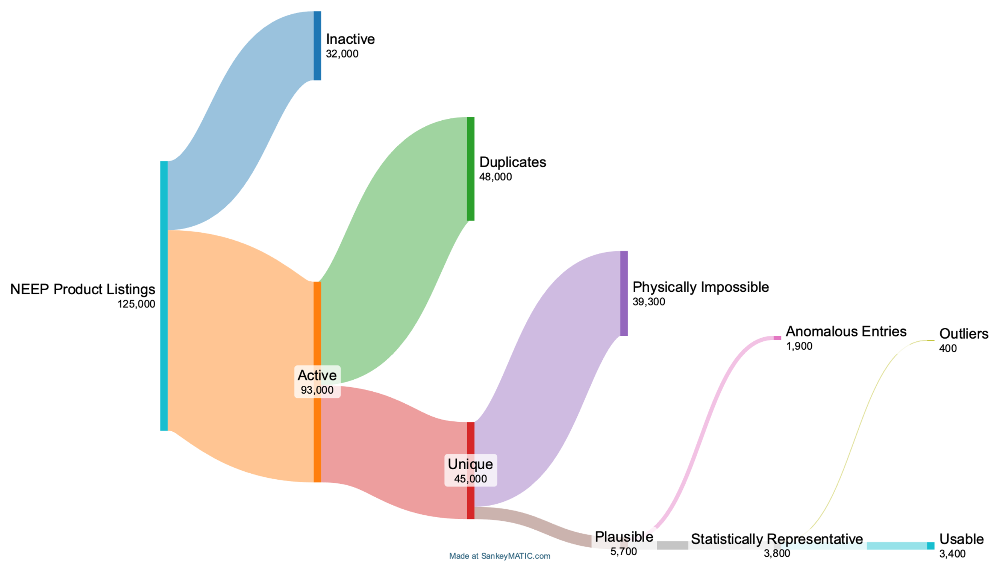 Inactive
32,000
Duplicates
48,000
NEEP Product Listings
125,000
Physically Impossible
39,300
Anomalous Entries
1,900
Outliers
400
Active
93,000
Unique
45,000
Plausible
5,700
Statistically Representative
3,800
Usable
3,400
Made at SankeyMATIC.com